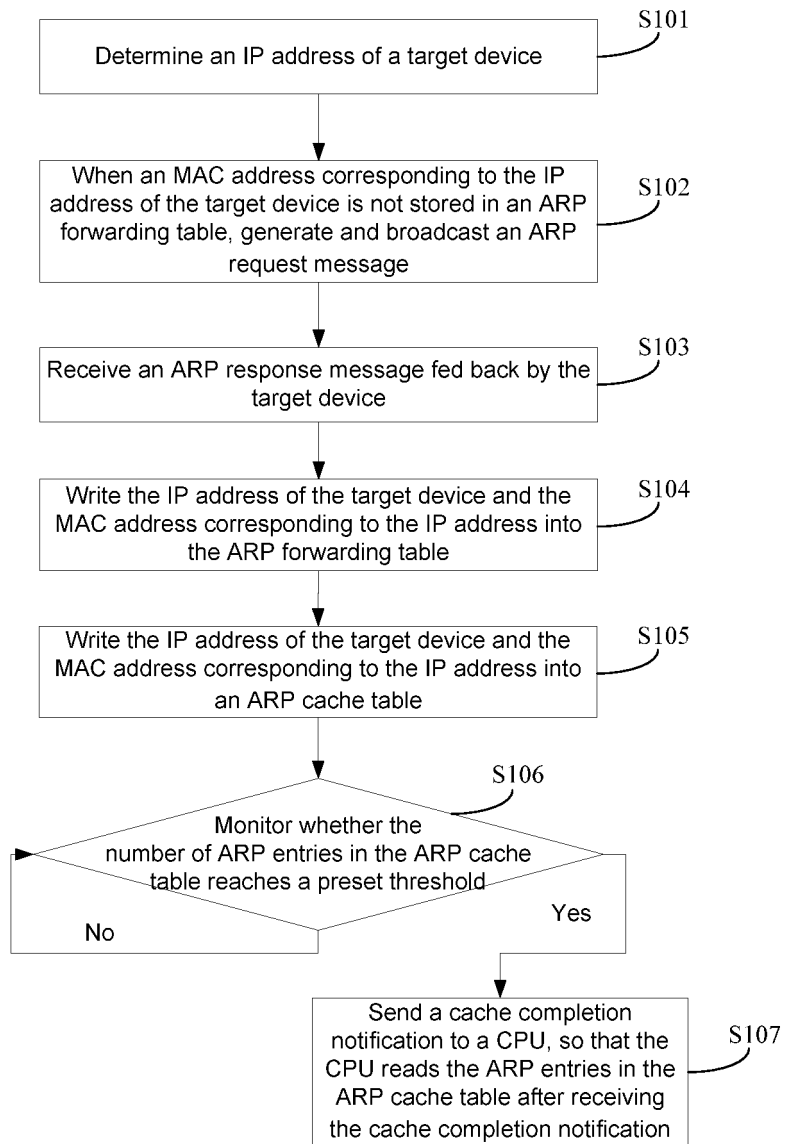 S101
Determine an IP address of a target device
When an MAC address corresponding to the IP
address of the target device is not stored in an ARP
forwarding table, generate and broadcast an ARP
request message
S102
S103
Receive an ARP response message fed back by the
target device
Write the IP address of the target device and the
MAC address corresponding to the IP address into
the ARP forwarding table
S104
Write the IP address of the target device and the
MAC address corresponding to the IP address into
an ARP cache table
S105
S106
Monitor whether the
number of ARP entries in the ARP cache
table reaches a preset threshold
No
Yes
Send a cache completion
notification to a CPU, so that the
CPU reads the ARP entries in the
ARP cache table after receiving
the cache completion notification
S107